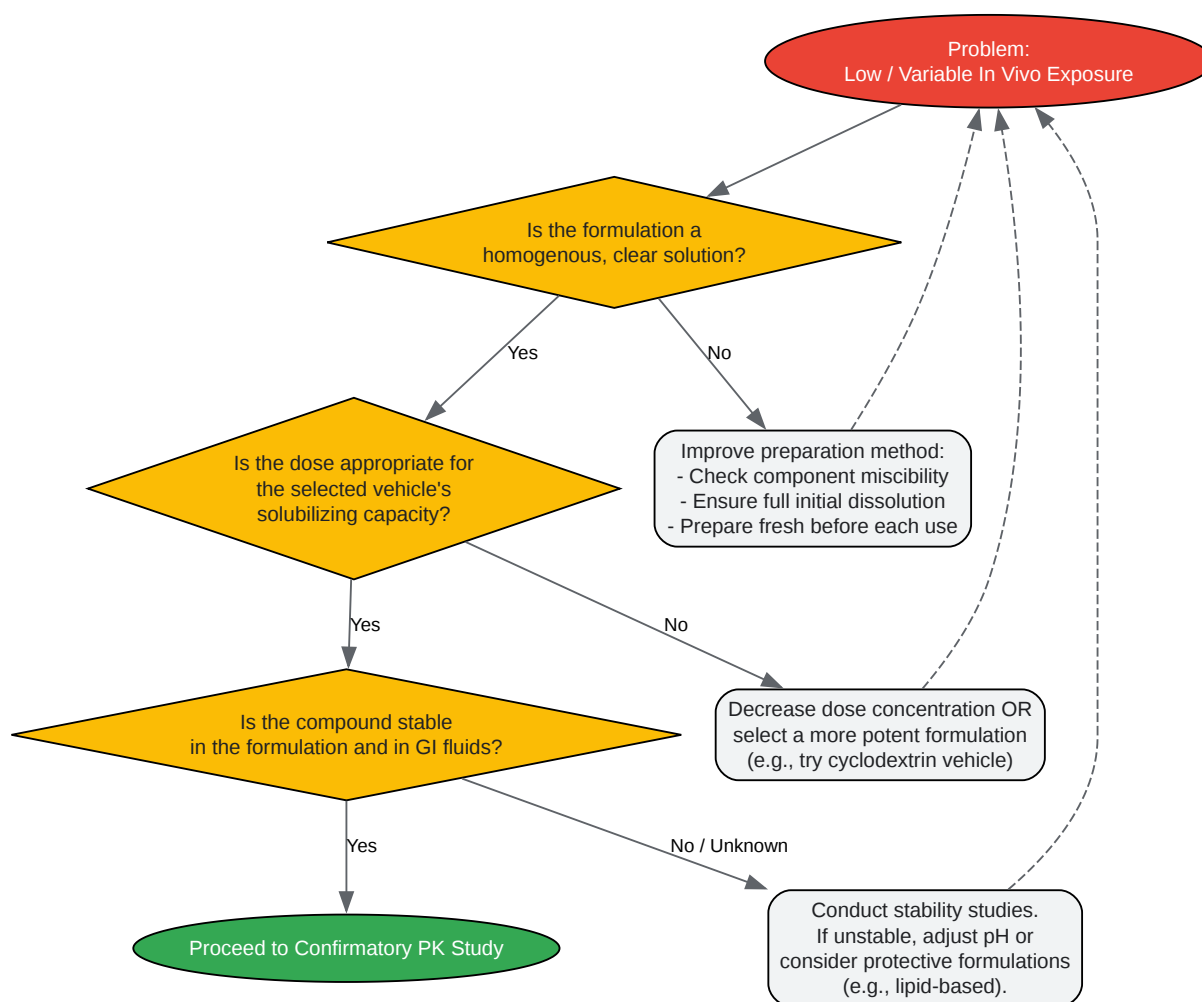 Problem:
Low / Variable In Vivo Exposure
Is the formulation a
homogenous, clear solution?
Yes
No
Is the dose appropriate for
the selected vehicle's
solubilizing capacity?
Improve preparation method:
- Check component miscibility
- Ensure full initial dissolution
- Prepare fresh before each use
Yes
No
Is the compound stable
in the formulation and in GI fluids?
Decrease dose concentration OR
select a more potent formulation
(e.g., try cyclodextrin vehicle)
Yes
No / Unknown
Proceed to Confirmatory PK Study
Conduct stability studies.
If unstable, adjust pH or
consider protective formulations
(e.g., lipid-based).